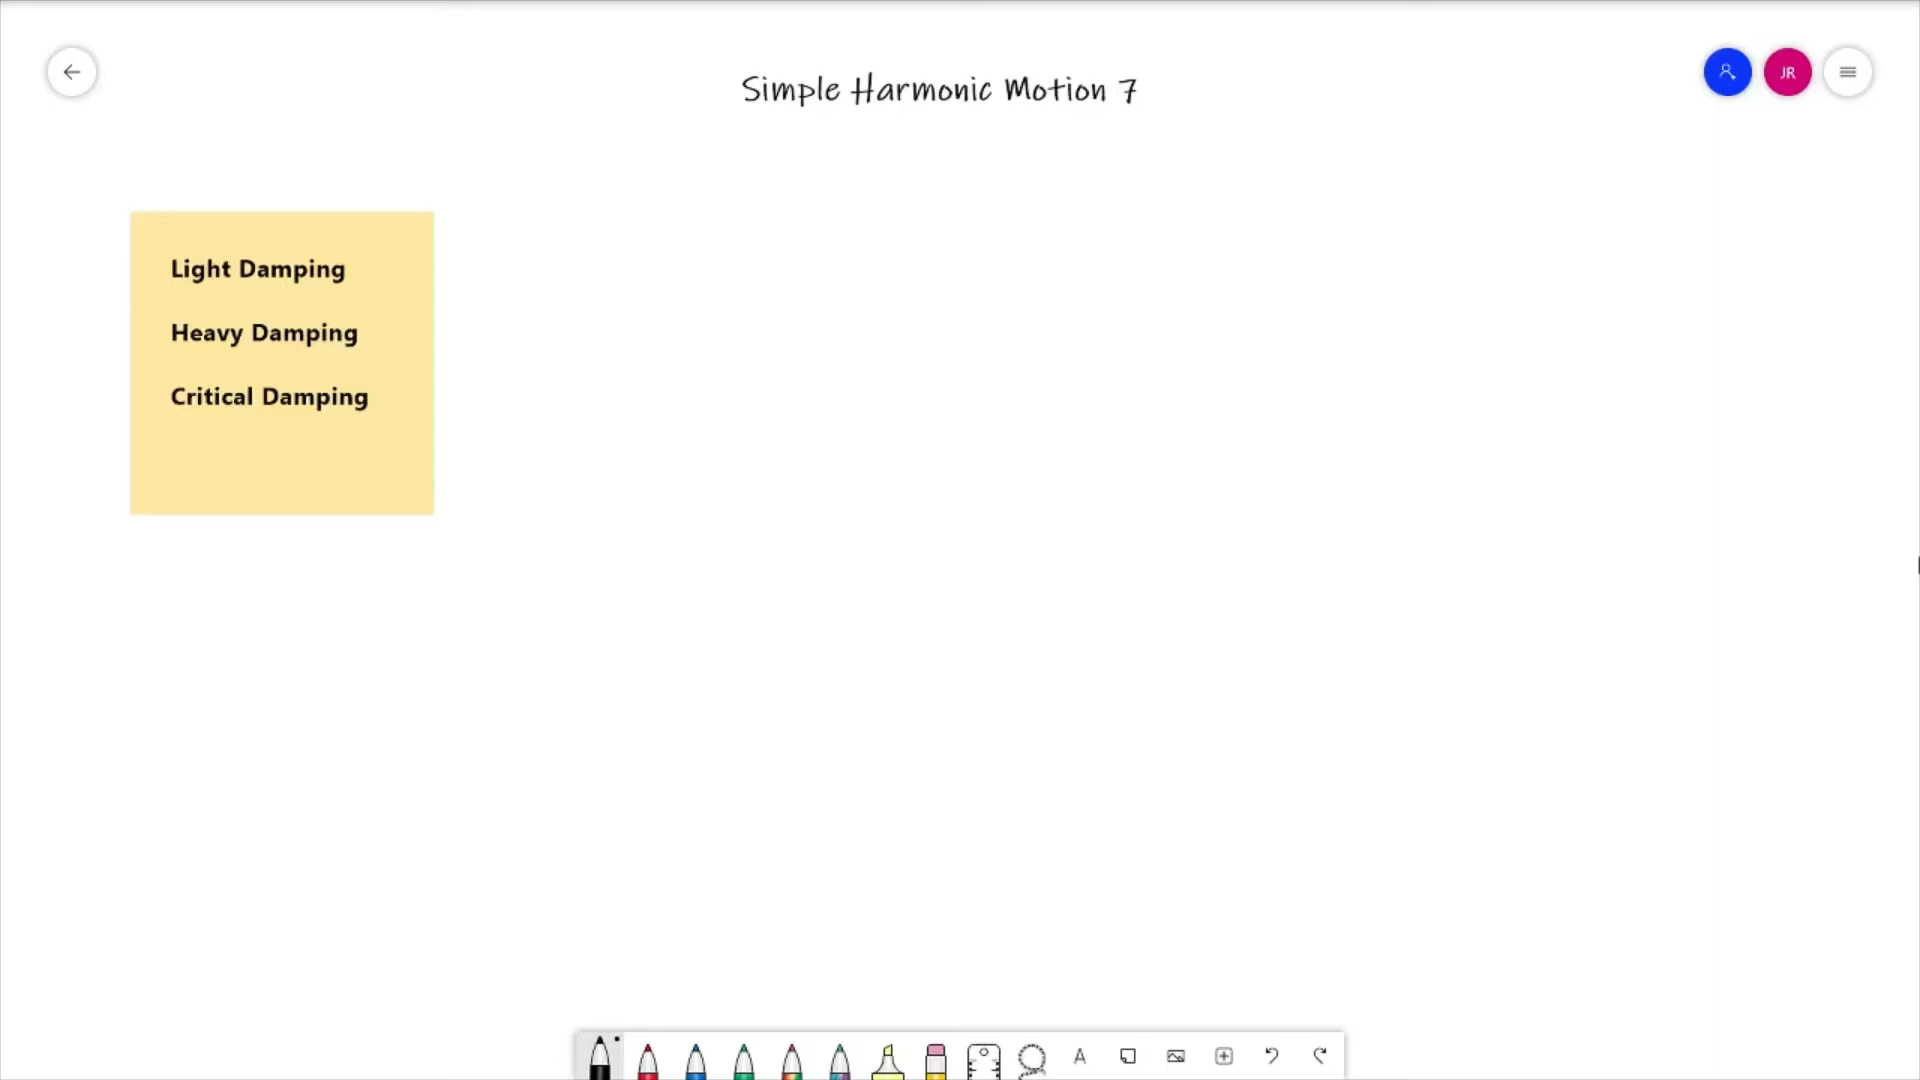 Simple Harmonic Motion 7
JR
Light Damping
Heavy Damping
Critical Damping
A